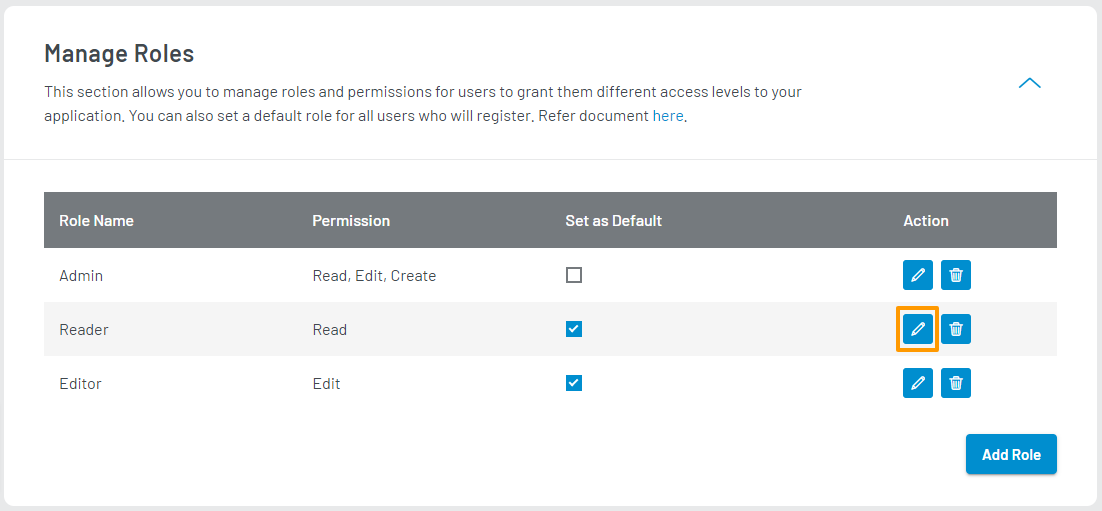 Manage Roles
This section allows you to manage roles and permissions for users to grant them different access levels to your
application. You can also set a default role for all users who will register. Refer document here.
Role Name Permission Set as Default Action
Admin Read, Edit, Create
Reader Read
Editor Edit
Add Role